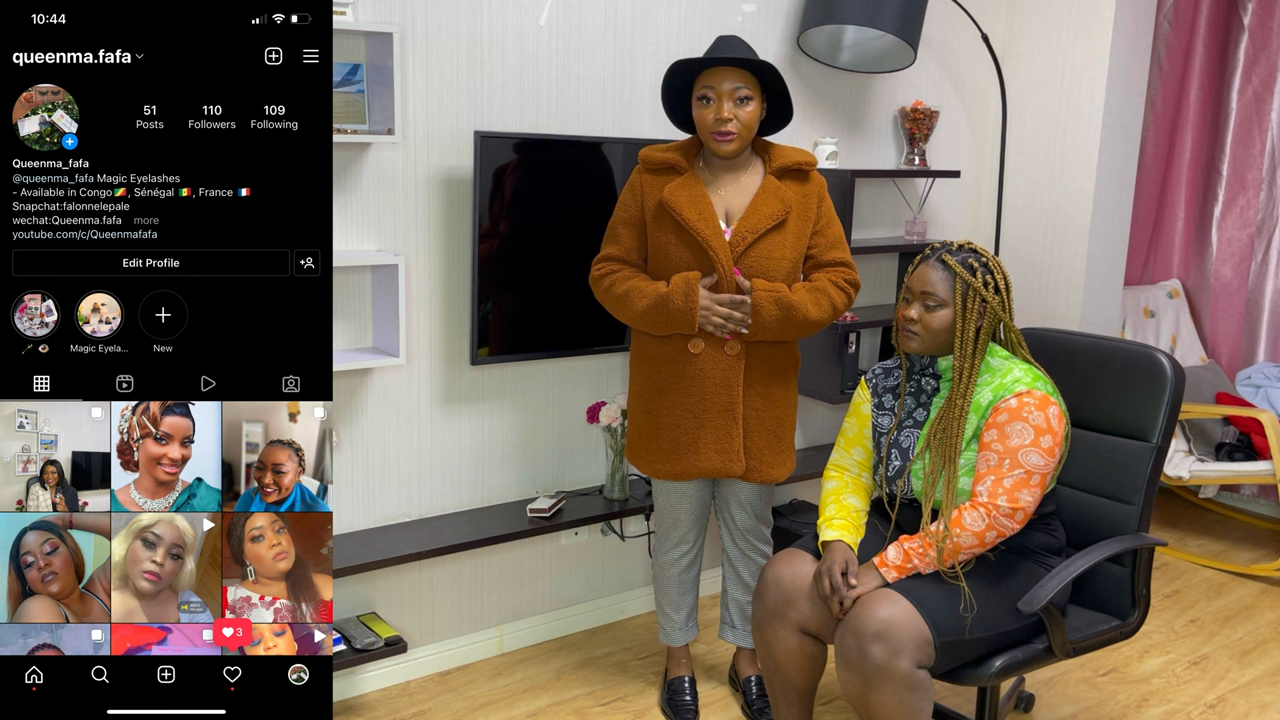 10:44
queenma.fafa
51
110
109
Posts
Followers
Following
Queenma_fafa
@queenma_fafa Magic Eyelashes
- Available in Congo🇨🇬, Sénégal 🇸🇳, France 🇫🇷
Snapchat:falonnelepale
wechat:Queenma.fafa more
youtube.com/c/Queenmafafa
Edit Profile
Magic Eyela...
New
3